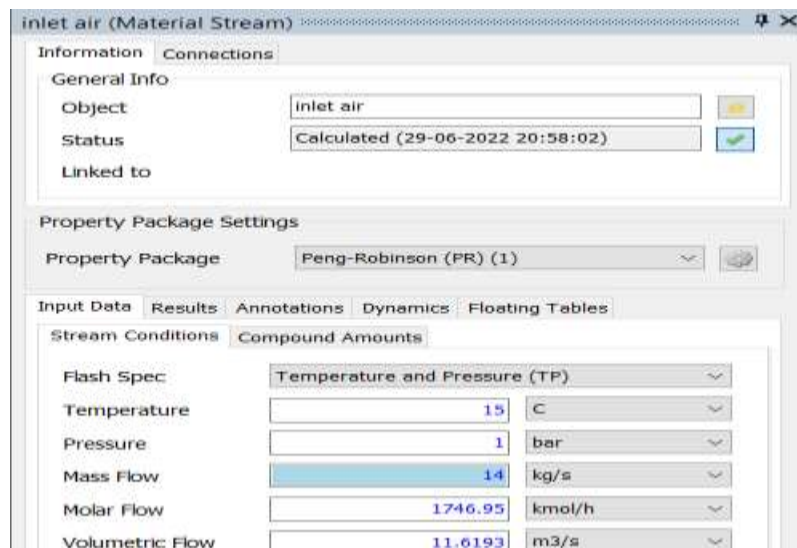 inlet air (Material Stream)
Information Connections
General Info
Object inlet air
Status Calculated (29-06-2022 20:58:02)
Linked to
Property Package Settings
Property Package Peng-Robinson (PR) (1)
Input Data Results Annotations Dynamics Floating Tables
Stream Conditions Compound Amounts
Flash Spec Temperature and Pressure (TP)
Temperature 15 C
Pressure 1 bar
Mass Flow 14 kg/s
Molar Flow 1746.95 kmol/h
Volumetric Flow 11.6193 m3/s